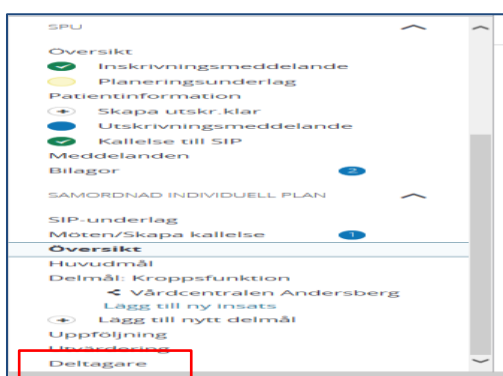 SPU
Översikt
Inskrivningsmeddelande
Planeringsunderlag
Patientinformation
Skapa utskr.klar
Utskrivningsmeddelande
Kallelse till SIP
Meddelanden
Bilagor 2
SAMORDNAD INDIVIDUELL PLAN
SIP-underlag
Möten/Skapa kallelse 1
Översikt
Huvudmål
Delmål: Kroppsfunktion
Vårdcentralen Andersberg
Lägg till ny insats
Lägg till nytt delmål
Uppföljning
Utvärdering
Deltagare